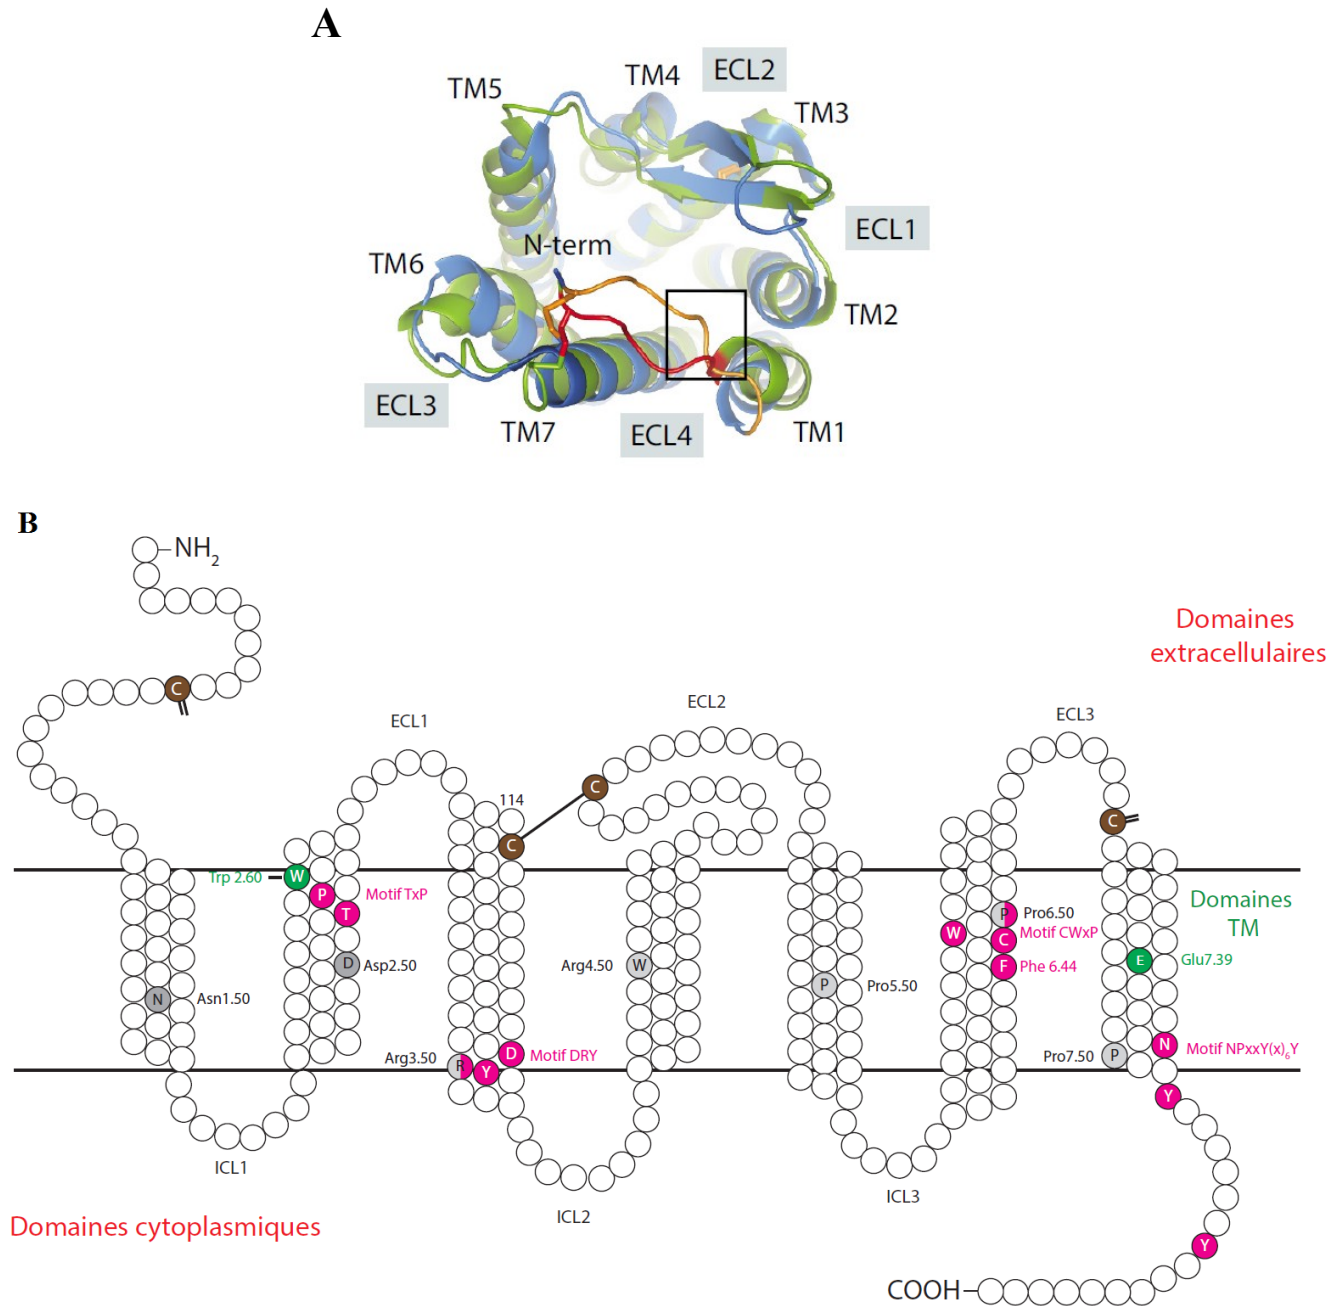 A
TM4
ECL2
TM5
TM3
ECL1
N-term
TM6
TM2
ECL3
TM7
ECL4
TM1
B
NH2
Domaines
extracellulaires
C
ECL1
ECL2
ECL3
114
C
C
C
Trp 2.60
W
P
Motif TxP
T
Domaines
TM
P
Pro6.50
W
C
Motif CWxP
D
Asp2.50
Arg4.50
W
F
Phe 6.44
E
Glu7.39
P
Pro5.50
N
Asn1.50
Arg3.50
R
Y
D
Motif DRY
Pro7.50
P
N
Motif NPxxY(x)6Y
Y
ICL1
ICL2
ICL3
Domaines cytoplasmiques
Y
COOH